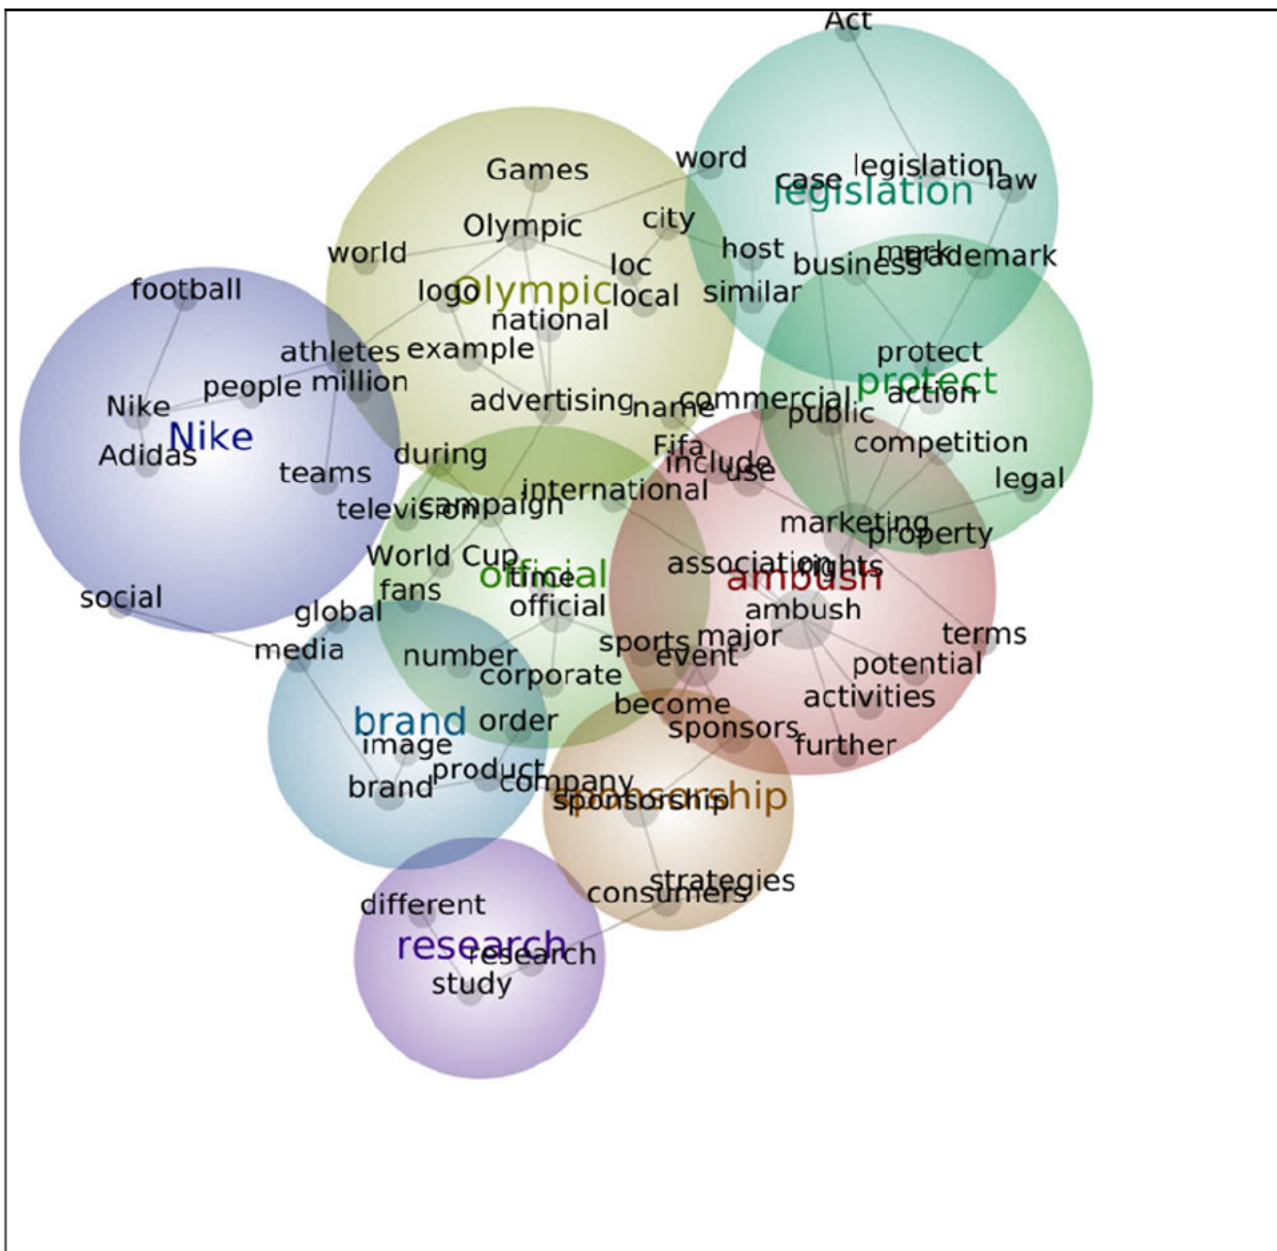 Act
word
legislation
case
law
legislation
Games
city
Olympic
host
mark
trademark
world
loc
business
football
logo
Olympic
local
similar
national
athletes
example
protect
people
million
protect
action
Nike
advertising
name
commercial
public
Nike
Adidas
during
Fifa
include
use
competition
teams
international
legal
television
campaign
marketing
property
World Cup
official
time
association
rights
ambush
social
fans
official
ambush
global
media
number
sports
major
event
terms
corporate
potential
become
activities
brand
order
sponsors
image
further
product
brand
company
sponsorship
sponsorship
strategies
consumers
different
research
research
study